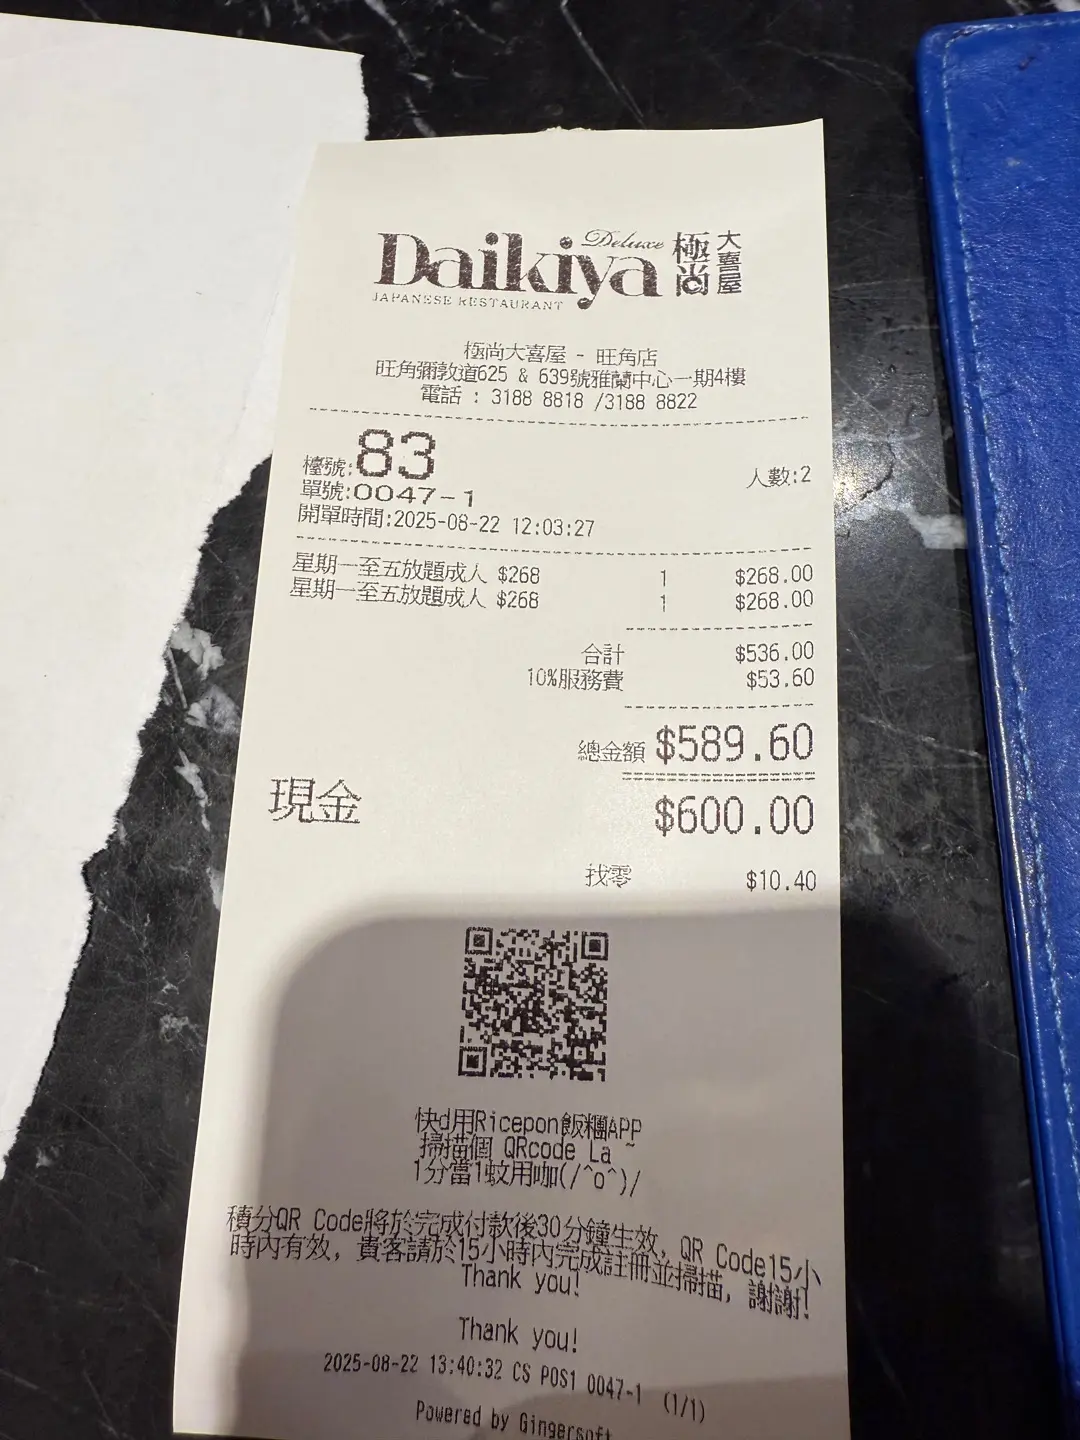 Daikiya Deluxe 極尚 大喜屋
JAPANESE RESTAURANT
極尚大喜屋 - 旺角店
旺角彌敦道625 & 639號雅蘭中心一期4樓
電話 : 3188 8818 /3188 8822
檯號:83 人數:2
單號:0047-1
開單時間:2025-08-22 12:03:27
星期一至五放題成人 $268 1 $268.00
星期一至五放題成人 $268 1 $268.00
合計 $536.00
10%服務費 $53.60
總金額 $589.60
現金 $600.00
找零 $10.40
快d用Ricepon飯糰APP
掃描個 QRcode La ~
1分當1蚊用咖(/^o^)/
積分QR Code將於完成付款後30分鐘生效, QR Code15小
時內有效, 貴客請於15小時內完成註冊並掃描, 謝謝!
Thank you!
Thank you!
2025-08-22 13:40:32 CS POS1 0047-1 (1/1)
Powered by Gingersoft